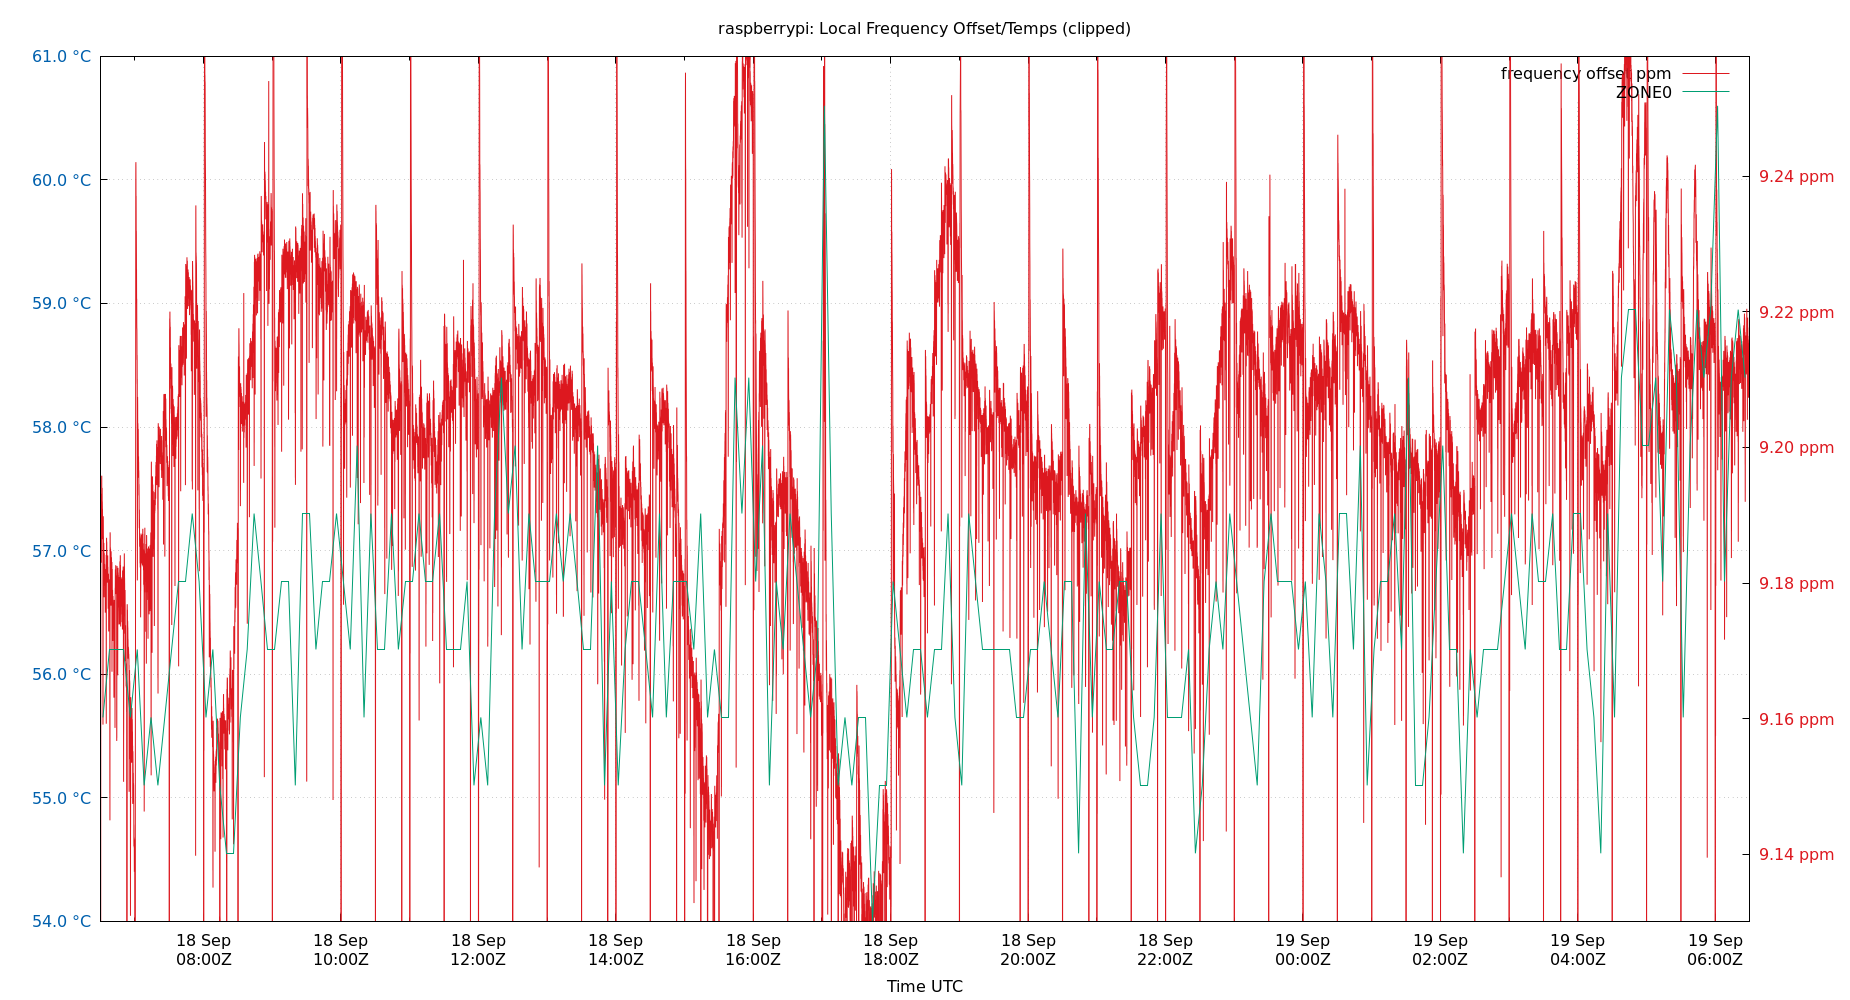 raspberrypi: Local Frequency Offset/Temps (clipped)
61.0 °C
60.0 °C
59.0 °C
58.0 °C
57.0 °C
56.0 °C
55.0 °C
54.0 °C
frequency offset ppm
ZONE0
9.24 ppm
9.22 ppm
9.20 ppm
9.18 ppm
9.16 ppm
9.14 ppm
18 Sep 18 Sep 18 Sep 18 Sep 18 Sep 18 Sep 18 Sep 18 Sep 19 Sep 19 Sep 19 Sep 19 Sep
08:00Z 10:00Z 12:00Z 14:00Z 16:00Z 18:00Z 20:00Z 22:00Z 00:00Z 02:00Z 04:00Z 06:00Z
Time UTC